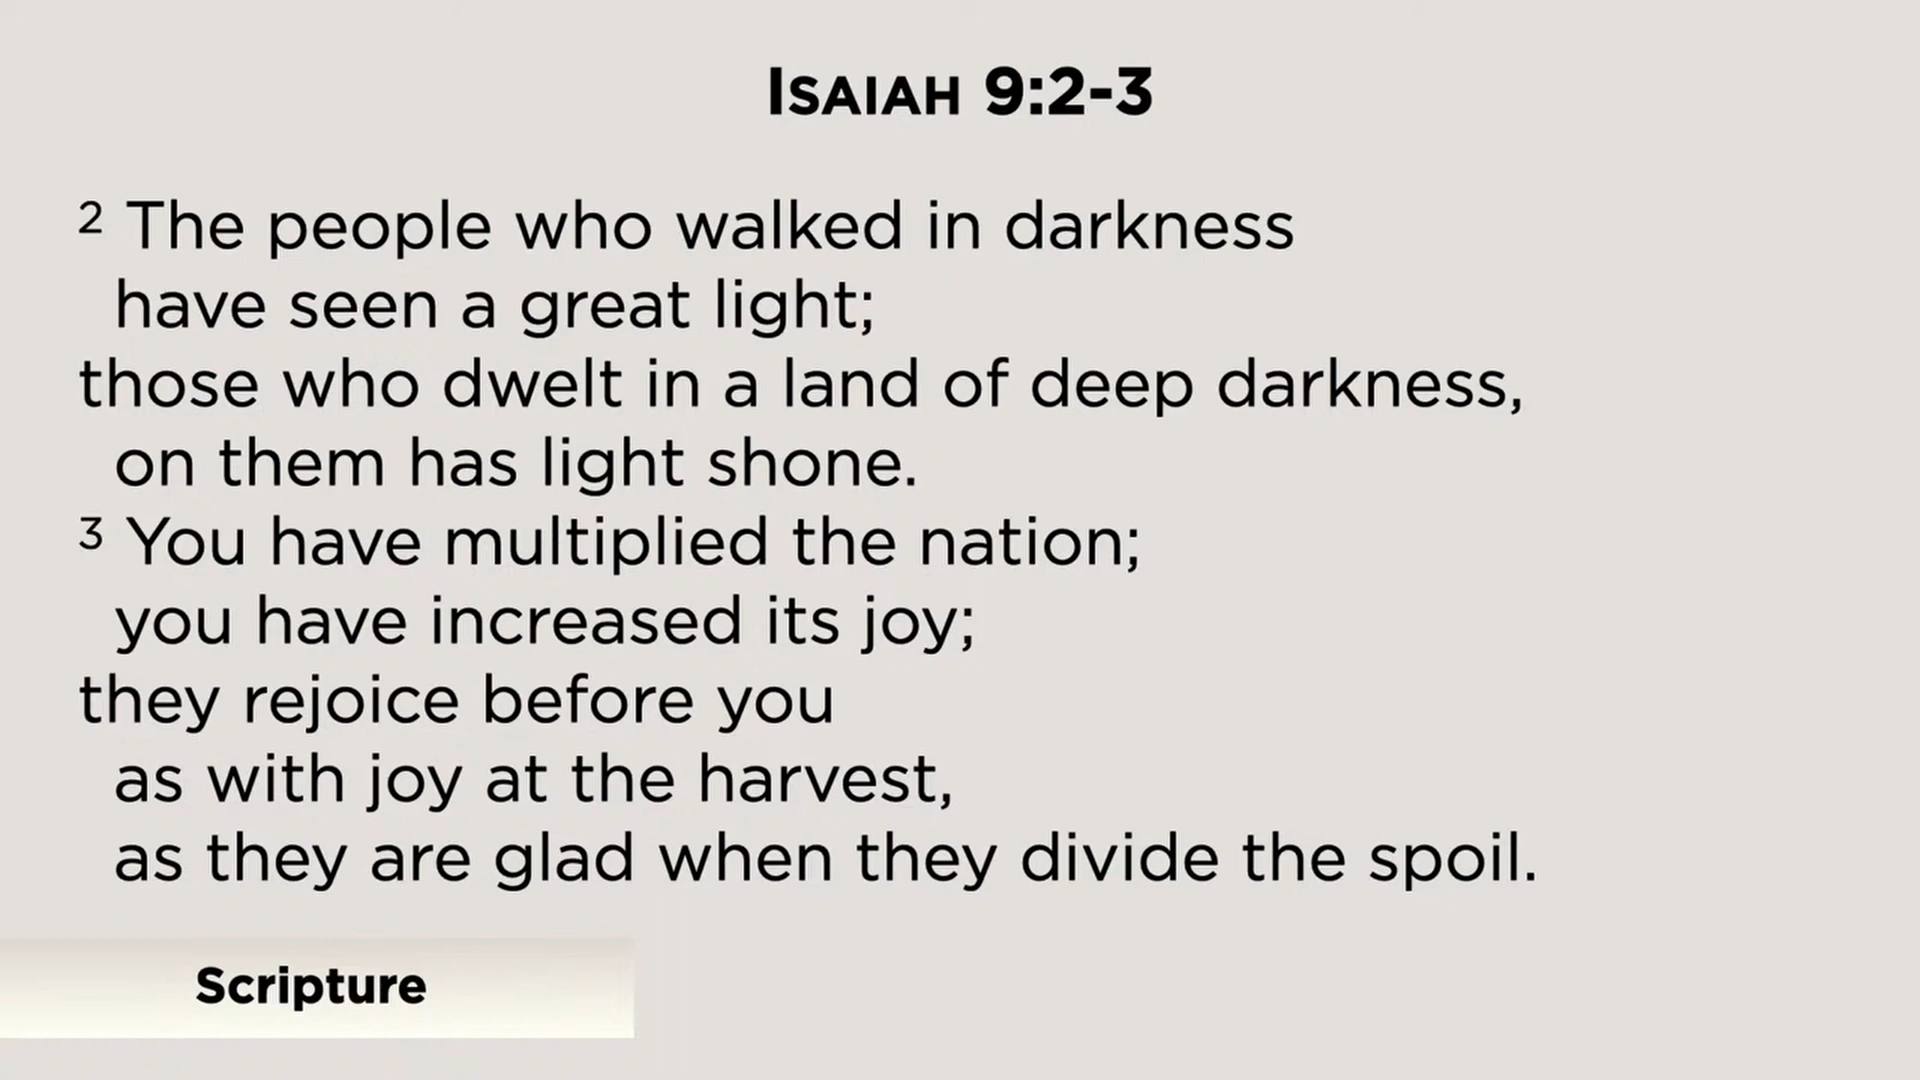 Isaiah 9:2-3
² The people who walked in darkness
have seen a great light;
those who dwelt in a land of deep darkness,
on them has light shone.
³ You have multiplied the nation;
you have increased its joy;
they rejoice before you
as with joy at the harvest,
as they are glad when they divide the spoil.
Scripture